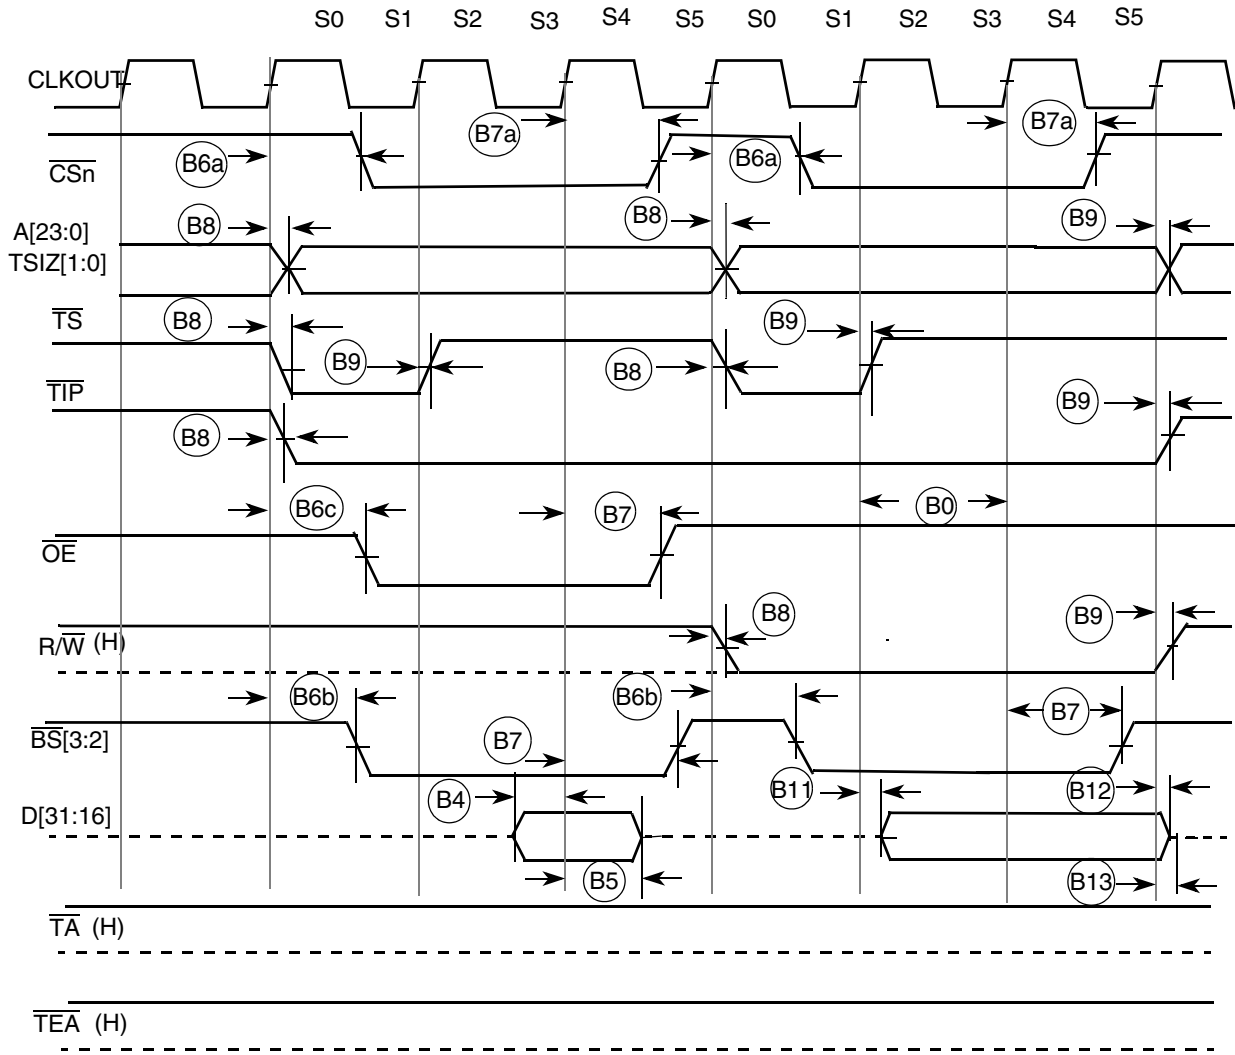 S0 S1 S2 S3 S4 S5 S0 S1 S2 S3 S4 S5
CLKOUT
B7a B7a
CSn B6a B6a
A[23:0] B8 B8 B9
TSIZ[1:0]
TS B8 B9
B9 B8
TIP B9
B8
B6c B7 B0
OE
B8 B9
R/W (H)
B6b B6b B7
BS[3:2] B7
B4 B11 B12
D[31:16]
B5 B13
TA (H)
TEA (H)